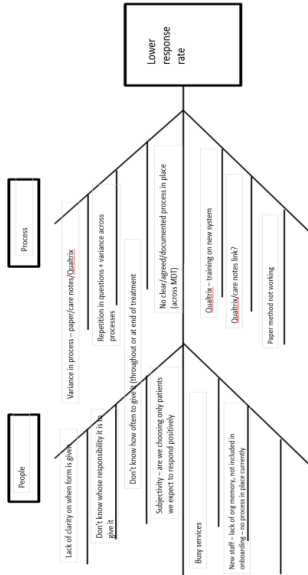 Lower
response
rate
Process
Variance in process – paper/care notes/Qualtrix
Repetition in questions + variance across
processes
Don't know how often to give it (throughout or at end of treatment
No clear/agreed/documented process in place
(across MDT)
Qualtrix – training on new system
Qualtrix/care notes link?
Paper method not working
People
Lack of clarity on when form is given
Don't know whose responsibility it is to
give it
Subjectivity – are we choosing only patients
we expect to respond positively
Busy services
New staff – lack of org memory, not included in
onboarding – no process in place currently